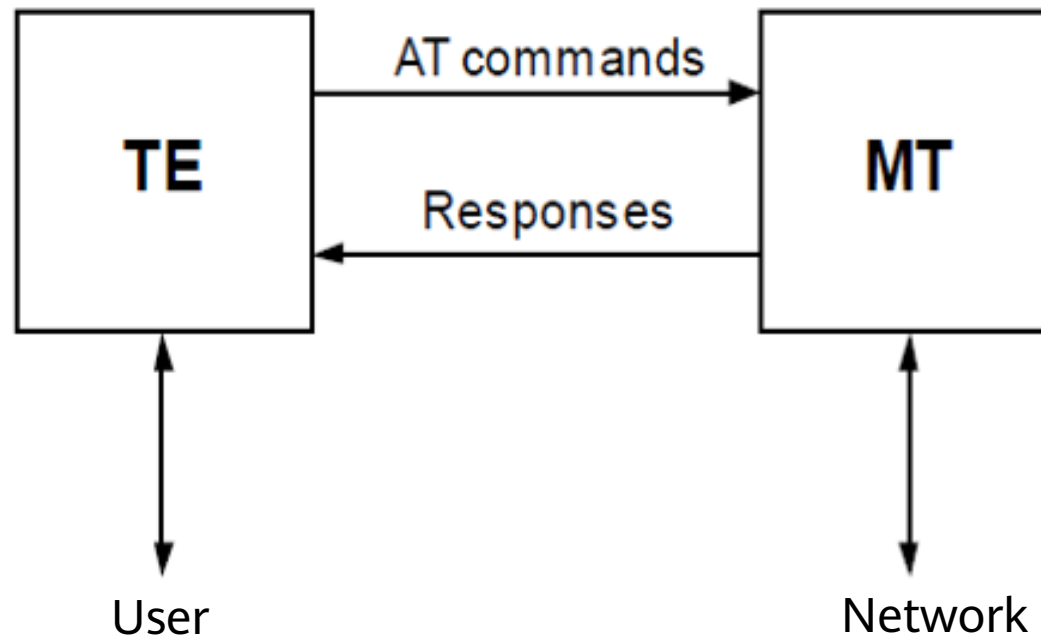 AT commands
TE
MT
Responses
User
Network